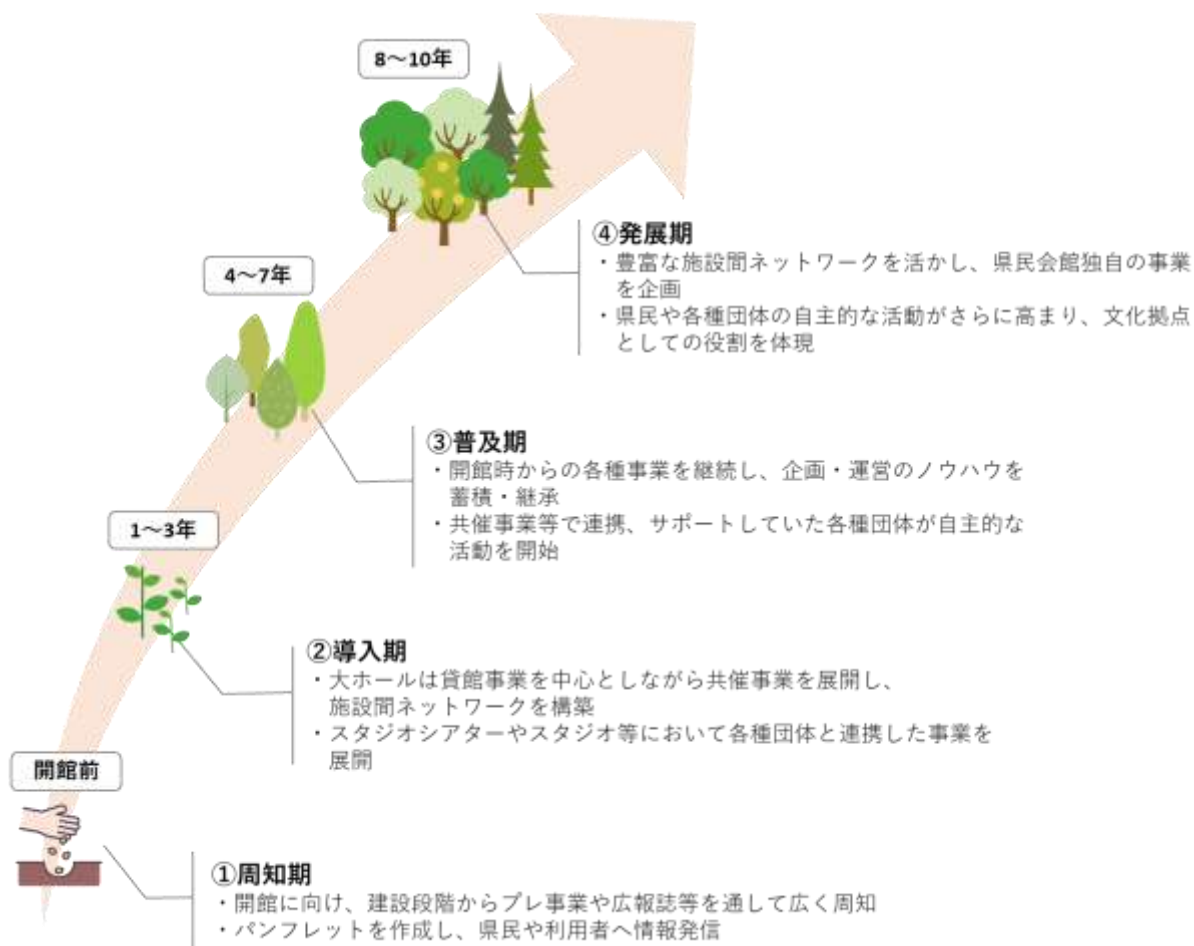 8～10年
④発展期
・豊富な施設間ネットワークを活かし、県民会館独自の事業
を企画
・県民や各種団体の自主的な活動がさらに高まり、文化拠点
としての役割を体現
4～7年
③普及期
・開館時からの各種事業を継続し、企画・運営のノウハウを
蓄積・継承
・共催事業等で連携、サポートしていた各種団体が自主的な
活動を開始
1～3年
②導入期
・大ホールは貸館事業を中心としながら共催事業を展開し、
施設間ネットワークを構築
・スタジオシアターやスタジオ等において各種団体と連携した事業を
展開
開館前
①周知期
・開館に向け、建設段階からプレ事業や広報誌等を通して広く周知
・パンフレットを作成し、県民や利用者へ情報発信